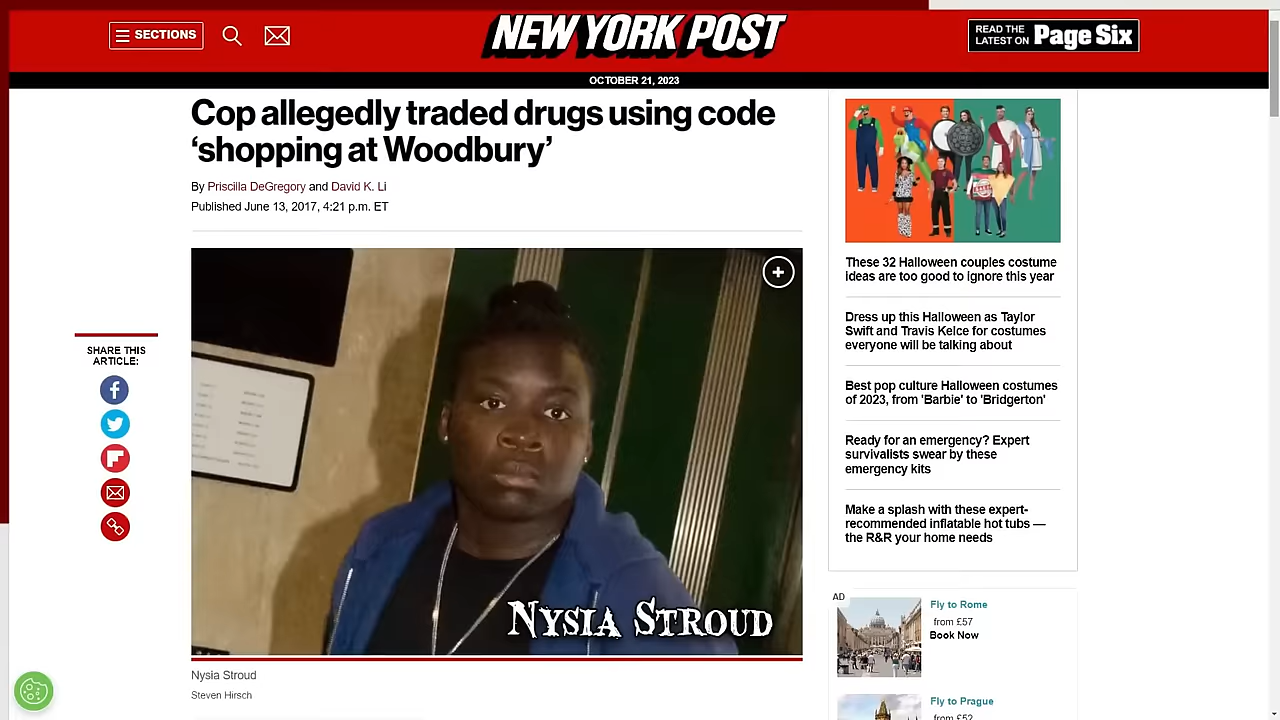 SECTIONS
NEW YORK POST
READ THE
LATEST ON
Page Six
OCTOBER 21, 2023
Cop allegedly traded drugs using code
‘shopping at Woodbury’
By Priscilla DeGregory and David K. Li
Published June 13, 2017, 4:21 p.m. ET
SHARE THIS
ARTICLE:
NYSIA STROUD
Nysia Stroud
Steven Hirsch
These 32 Halloween couples costume
ideas are too good to ignore this year
Dress up this Halloween as Taylor
Swift and Travis Kelce for costumes
everyone will be talking about
Best pop culture Halloween costumes
of 2023, from 'Barbie' to 'Bridgerton'
Ready for an emergency? Expert
survivalists swear by these
emergency kits
Make a splash with these expert-
recommended inflatable hot tubs —
the R&R your home needs
AD
Fly to Rome
from £57
Book Now
Fly to Prague
from £52